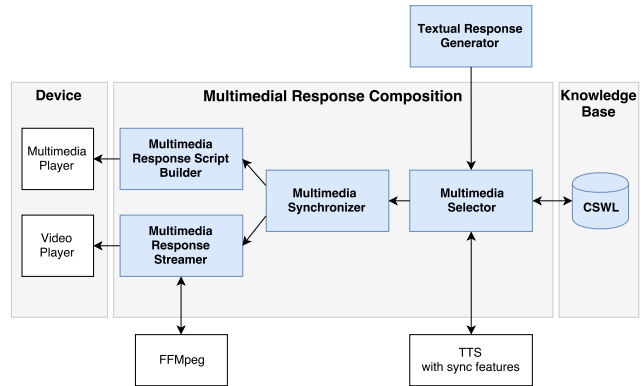 Textual Response
Generator
Device
Multimedial Response Composition
Knowledge
Base
Multimedia
Player
Multimedia
Response Script
Builder
Multimedia
Synchronizer
Multimedia
Selector
CSWL
Video
Player
Multimedia
Response
Streamer
FFMpeg
TTS
with sync features